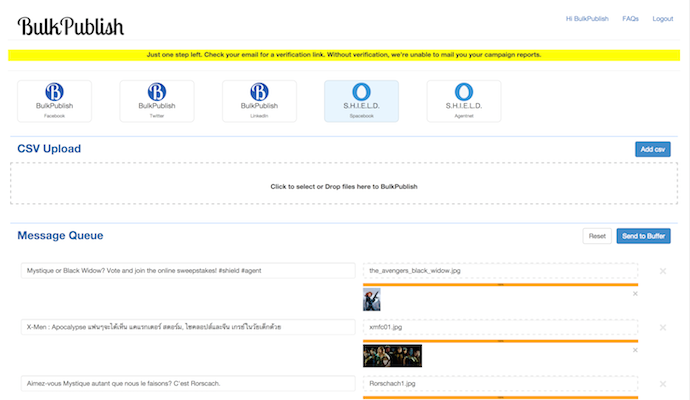 BulkPublish
Hi BulkPublish FAQs Logout
Just one step left. Check your email for a verification link. Without verification, we're unable to mail you your campaign reports.
BulkPublish
Facebook
BulkPublish
Twitter
BulkPublish
LinkedIn
S.H.I.E.L.D.
Spacebook
S.H.I.E.L.D.
Agentnet
CSV Upload
Add csv
Click to select or Drop files here to BulkPublish
Message Queue
Reset
Send to Buffer
Mystique or Black Widow? Vote and join the online sweepstakes! #shield #agent
the_avengers_black_widow.jpg
X-Men : Apocalypse แฟนๆจะได้เห็น แคแรกเตอร์ สตอร์ม, ไซคลอปส์และจีน เกรย์ในวัยเด็กด้วย
xmfc01.jpg
Aimez-vous Mystique autant que nous le faisons? C'est Rorscach.
Rorschach1.jpg